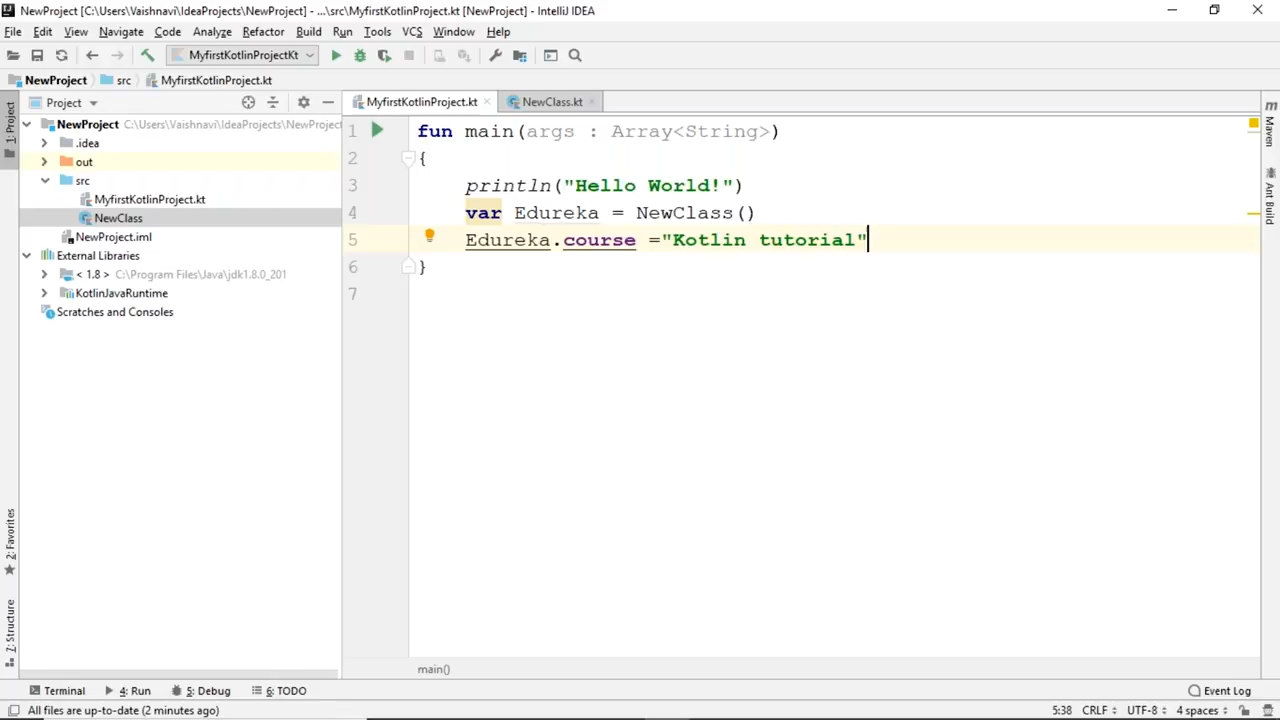 NewProject [C:\Users\Vaishnavi\IdeaProjects\NewProject] - ...\src\MyfirstKotlinProject.kt [NewProject] - IntelliJ IDEA
File Edit View Navigate Code Analyze Refactor Build Run Tools VCS Window Help
MyfirstKotlinProjectKt
NewProject src MyfirstKotlinProject.kt
Project MyfirstKotlinProject.kt NewClass.kt
1: Project
NewProject C:\Users\Vaishnavi\IdeaProjects\NewProject
.idea
out
src
MyfirstKotlinProject.kt
NewClass
NewProject.iml
External Libraries
< 1.8 > C:\Program Files\Java\jdk1.8.0_201
KotlinJavaRuntime
Scratches and Consoles
1 fun main(args : Array<String>)
2 {
3 println("Hello World!")
4 var Edureka = NewClass()
5 Edureka.course ="Kotlin tutorial"
6 }
7
m Maven
Ant Build
2: Favorites
Z: Structure
main()
Terminal 4: Run 5: Debug 6: TODO Event Log
All files are up-to-date (2 minutes ago) 5:38 CRLF UTF-8 4 spaces